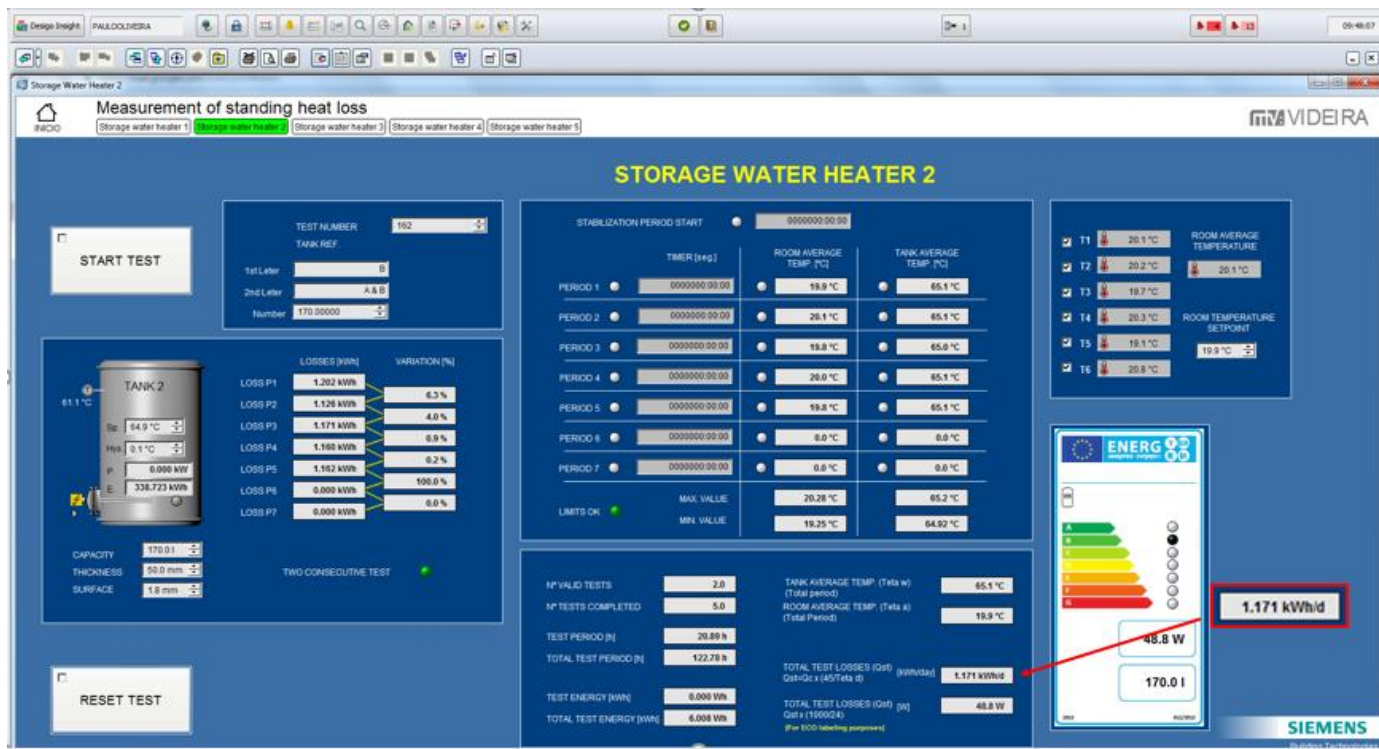 Design Insight PAULOOLIVEIRA 1 09:48:07
Storage Water Heater 2
Measurement of standing heat loss
INICIO
Storage water heater 1 Storage water heater 2 Storage water heater 3 Storage water heater 4 Storage water heater 5
VIDEIRA
STORAGE WATER HEATER 2
START TEST
TEST NUMBER 162
TANK REF.
1st Leter B
2nd Leter A & B
Number 170.00000
LOSSES [kWh] VARIATION [%]
TANK 2
61.1 °C
Sp. 64.9 °C
Hys. 0.1 °C
P. 0.000 kW
E. 338.723 kWh
LOSS P1 1.202 kWh
6.3 %
LOSS P2 1.126 kWh
4.0 %
LOSS P3 1.171 kWh
0.9 %
LOSS P4 1.160 kWh
0.2 %
LOSS P5 1.162 kWh
100.0 %
LOSS P6 0.000 kWh
0.0 %
LOSS P7 0.000 kWh
CAPACITY 170.0 l
THICKNESS 50.0 mm
SURFACE 1.8 mm
TWO CONSECUTIVE TEST
RESET TEST
STABILIZATION PERIOD START 0000000:00:00
TIMER [seg.] ROOM AVERAGE TEMP. [°C] TANK AVERAGE TEMP. [°C]
PERIOD 1 0000000:00:00 19.9 °C 65.1 °C
PERIOD 2 0000000:00:00 20.1 °C 65.1 °C
PERIOD 3 0000000:00:00 19.8 °C 65.0 °C
PERIOD 4 0000000:00:00 20.0 °C 65.1 °C
PERIOD 5 0000000:00:00 19.8 °C 65.1 °C
PERIOD 6 0000000:00:00 0.0 °C 0.0 °C
PERIOD 7 0000000:00:00 0.0 °C 0.0 °C
LIMITS OK
MAX. VALUE 20.28 °C 65.2 °C
MIN. VALUE 19.25 °C 64.92 °C
Nº VALID TESTS 2.0
Nº TESTS COMPLETED 5.0
TEST PERIOD [h] 20.89 h
TOTAL TEST PERIOD [h] 122.78 h
TEST ENERGY [kWh] 0.000 Wh
TOTAL TEST ENERGY [kWh] 6.008 Wh
TANK AVERAGE TEMP. (Teta w)
(Total period)
65.1 °C
ROOM AVERAGE TEMP. (Teta a)
(Total Period)
19.9 °C
TOTAL TEST LOSSES (Qst) [kWh/day]
Qst=Qc x (45/Teta d)
1.171 kWh/d
TOTAL TEST LOSSES (Qst) [W]
Qst x (1000/24)
48.8 W
(For ECO labeling purposes)
T1 20.1 °C
T2 20.2 °C
T3 19.7 °C
T4 20.3 °C
T5 19.1 °C
T6 20.8 °C
ROOM AVERAGE
TEMPERATURE
20.1 °C
ROOM TEMPERATURE
SETPOINT
19.9 °C
ENERG
A
B
C
D
E
F
G
48.8 W
170.0 l
1.171 kWh/d
SIEMENS
Building Technologies